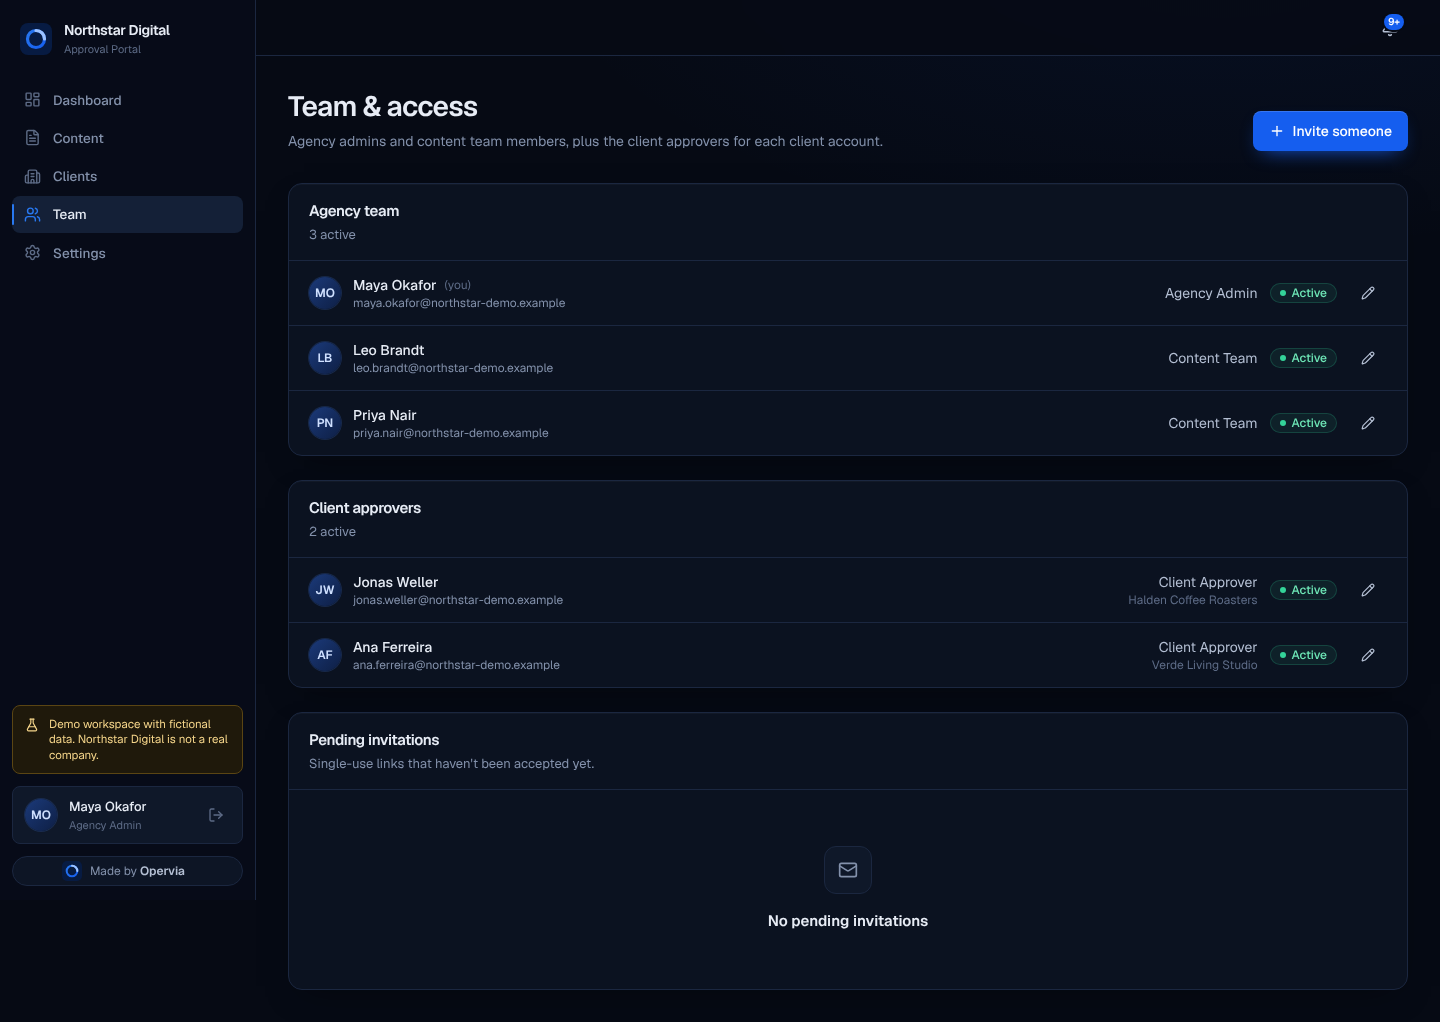 Northstar Digital
Approval Portal
Dashboard
Content
Clients
Team
Settings
Demo workspace with fictional
data. Northstar Digital is not a real
company.
MO
Maya Okafor
Agency Admin
Made by Opervia
9+
Team & access
Agency admins and content team members, plus the client approvers for each client account.
Invite someone
Agency team
3 active
MO
Maya Okafor (you)
maya.okafor@northstar-demo.example
Agency Admin
Active
LB
Leo Brandt
leo.brandt@northstar-demo.example
Content Team
Active
PN
Priya Nair
priya.nair@northstar-demo.example
Content Team
Active
Client approvers
2 active
JW
Jonas Weller
jonas.weller@northstar-demo.example
Client Approver
Halden Coffee Roasters
Active
AF
Ana Ferreira
ana.ferreira@northstar-demo.example
Client Approver
Verde Living Studio
Active
Pending invitations
Single-use links that haven't been accepted yet.
No pending invitations